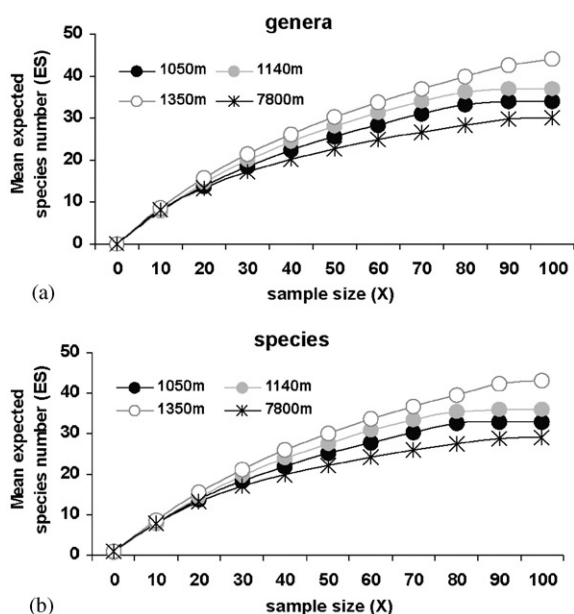 genera
1050m 1140m
1350m 7800m
Mean expected
species number (ES)
50
40
30
20
10
0
0 10 20 30 40 50 60 70 80 90 100
sample size (X)
(a)
species
1050m 1140m
1350m 7800m
Mean expected
species number (ES)
50
40
30
20
10
0
0 10 20 30 40 50 60 70 80 90 100
sample size (X)
(b)